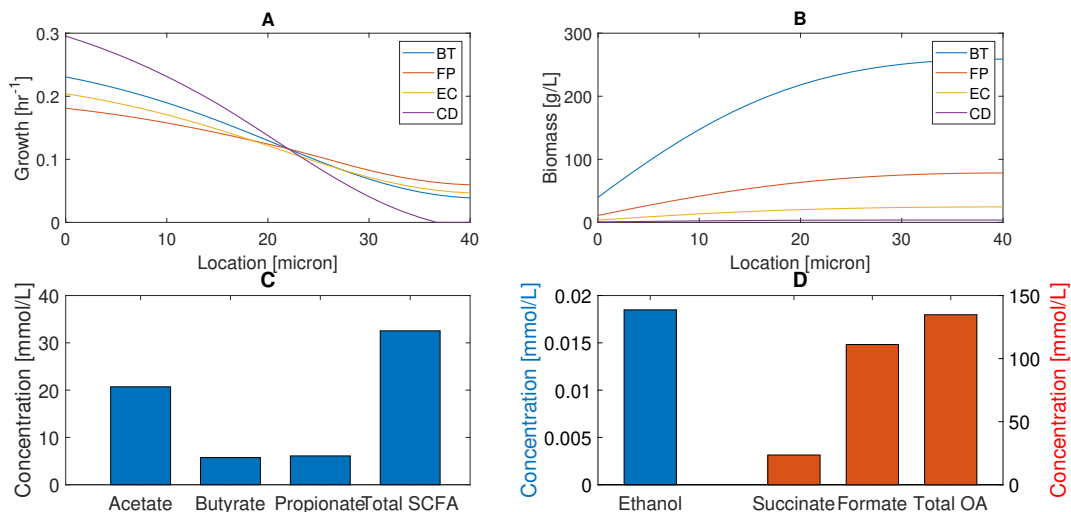 A
Growth [hr-1]
0.3
0.2
0.1
0
0 10 20 30 40
Location [micron]
BT
FP
EC
CD
B
Biomass [g/L]
300
200
100
0
0 10 20 30 40
Location [micron]
BT
FP
EC
CD
C
Concentration [mmol/L]
40
30
20
10
0
Acetate Butyrate Propionate Total SCFA
D
Concentration [mmol/L]
0.02
0.015
0.01
0.005
0
Ethanol Succinate Formate Total OA
150
100
50
0
Concentration [mmol/L]